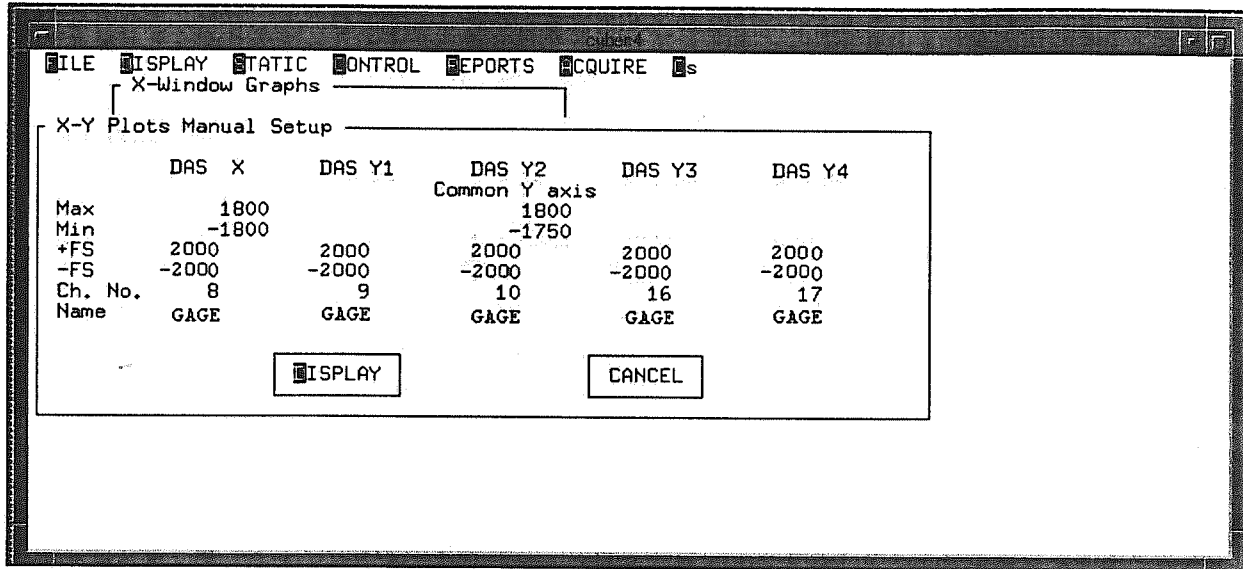 cyber4
FILE DISPLAY STATIC CONTROL REPORTS ACQUIRE Os
X-Window Graphs
X-Y Plots Manual Setup
DAS X DAS Y1 DAS Y2 DAS Y3 DAS Y4
Common Y axis
Max 1800 1800
Min -1800 -1750
+FS 2000 2000 2000 2000 2000
-FS -2000 -2000 -2000 -2000 -2000
Ch. No. 8 9 10 16 17
Name GAGE GAGE GAGE GAGE GAGE
DISPLAY CANCEL